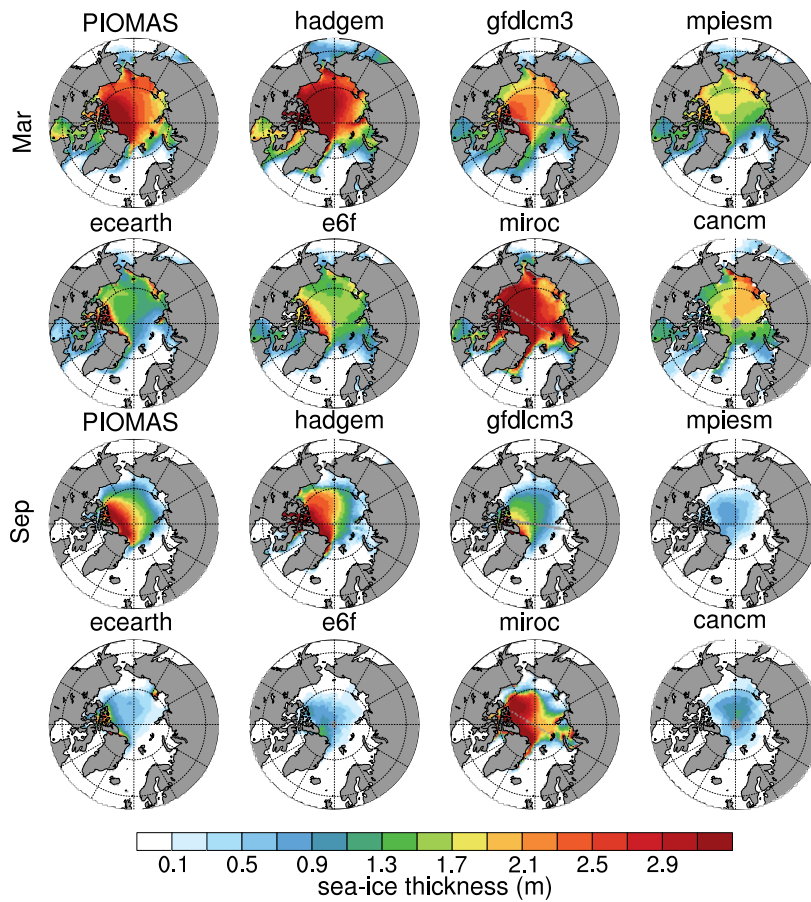 PIOMAS hadgem gfdlcm3 mpiesm
Mar
ecearth e6f miroc cancm
PIOMAS hadgem gfdlcm3 mpiesm
Sep
ecearth e6f miroc cancm
0.1 0.5 0.9 1.3 1.7 2.1 2.5 2.9
sea-ice thickness (m)